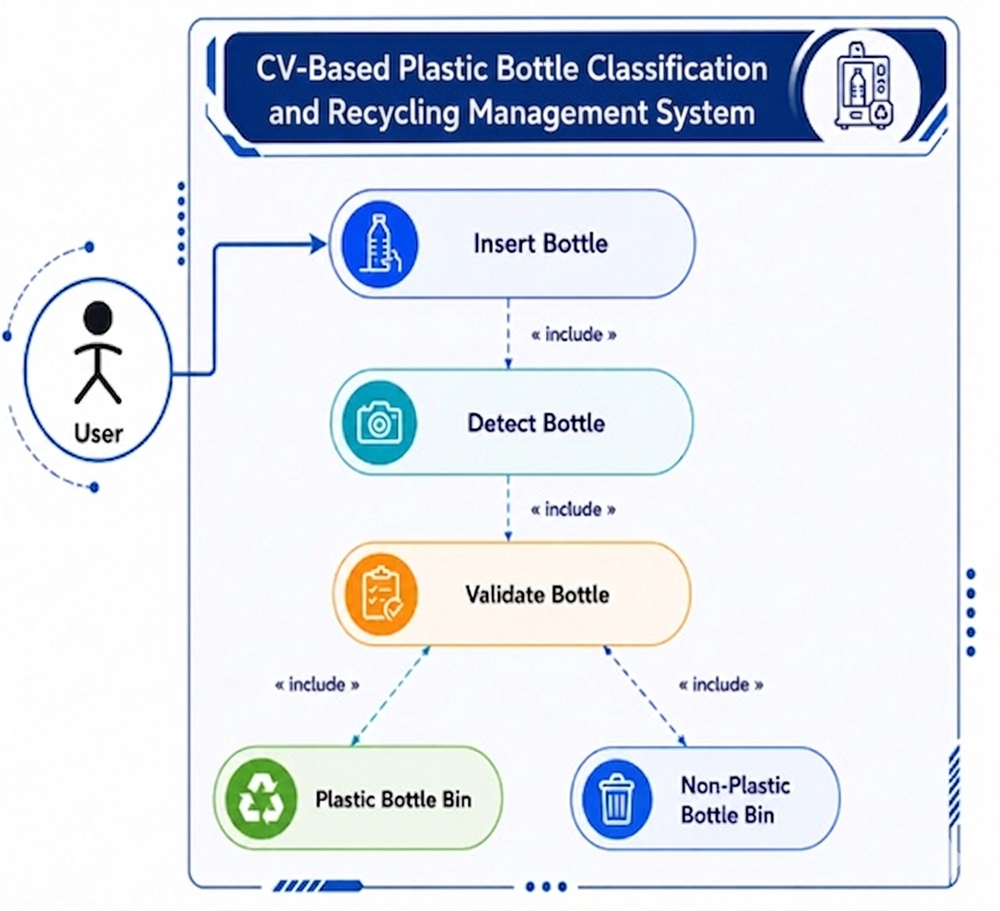 CV-Based Plastic Bottle Classification
and Recycling Management System
Insert Bottle
« include »
User
Detect Bottle
« include »
Validate Bottle
« include »
« include »
Plastic Bottle Bin
Non-Plastic
Bottle Bin